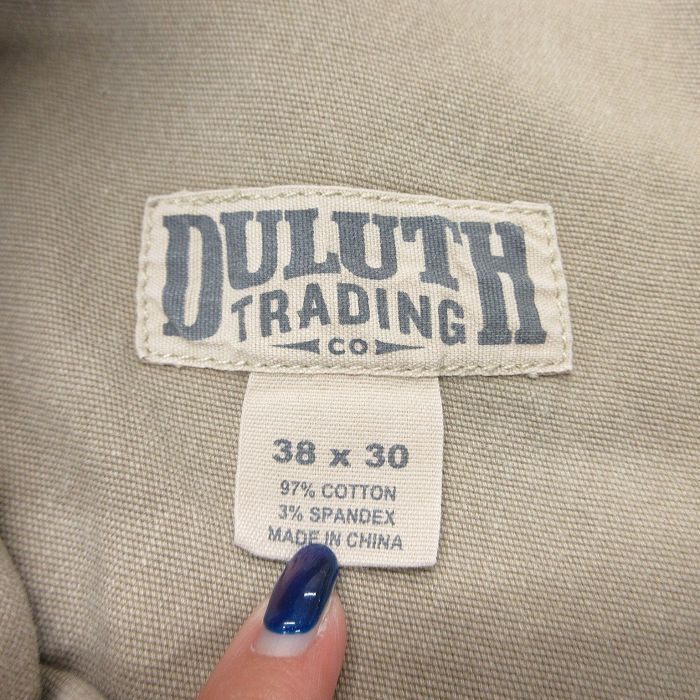 DULUTH
TRADING
CO
38 x 30
97% COTTON
3% SPANDEX
MADE IN CHINA